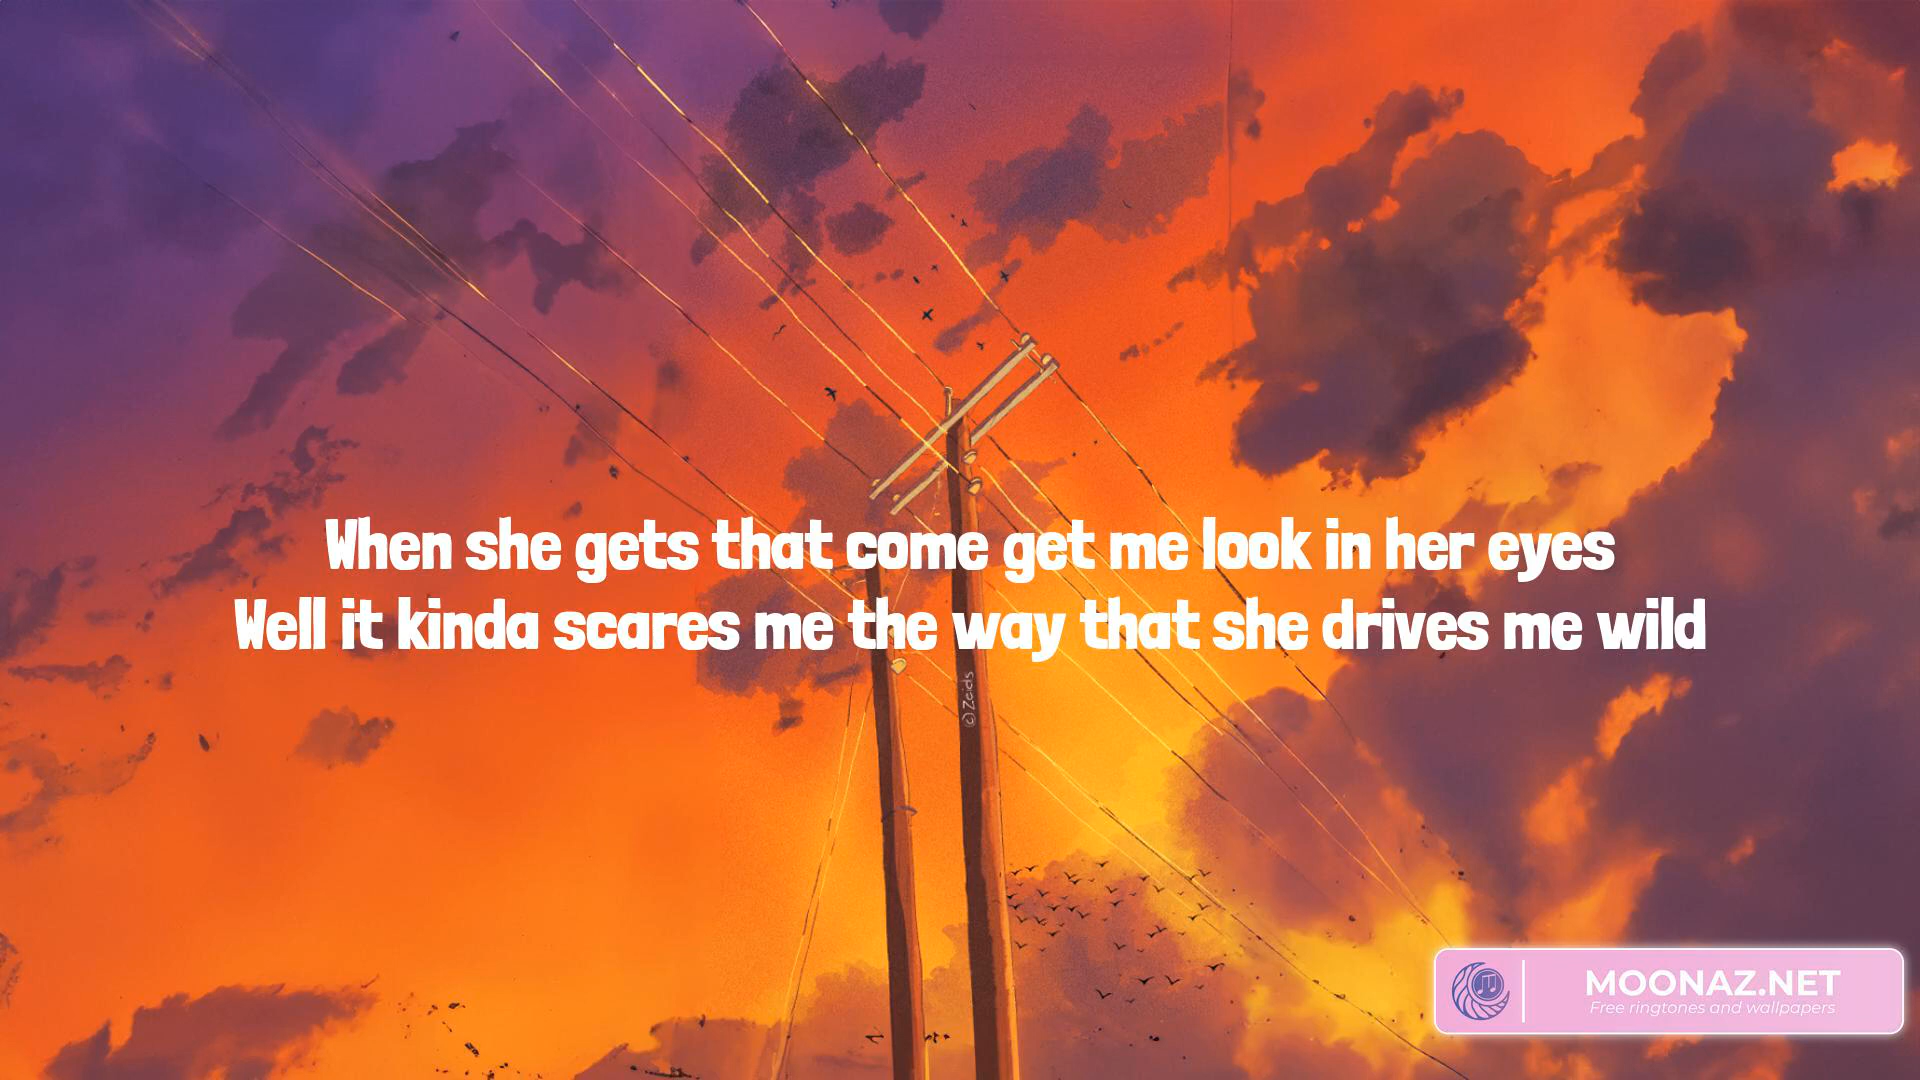 When she gets that come get me look in her eyes
Well it kinda scares me the way that she drives me wild
© Zeids
MOONAZ.NET
Free ringtones and wallpapers